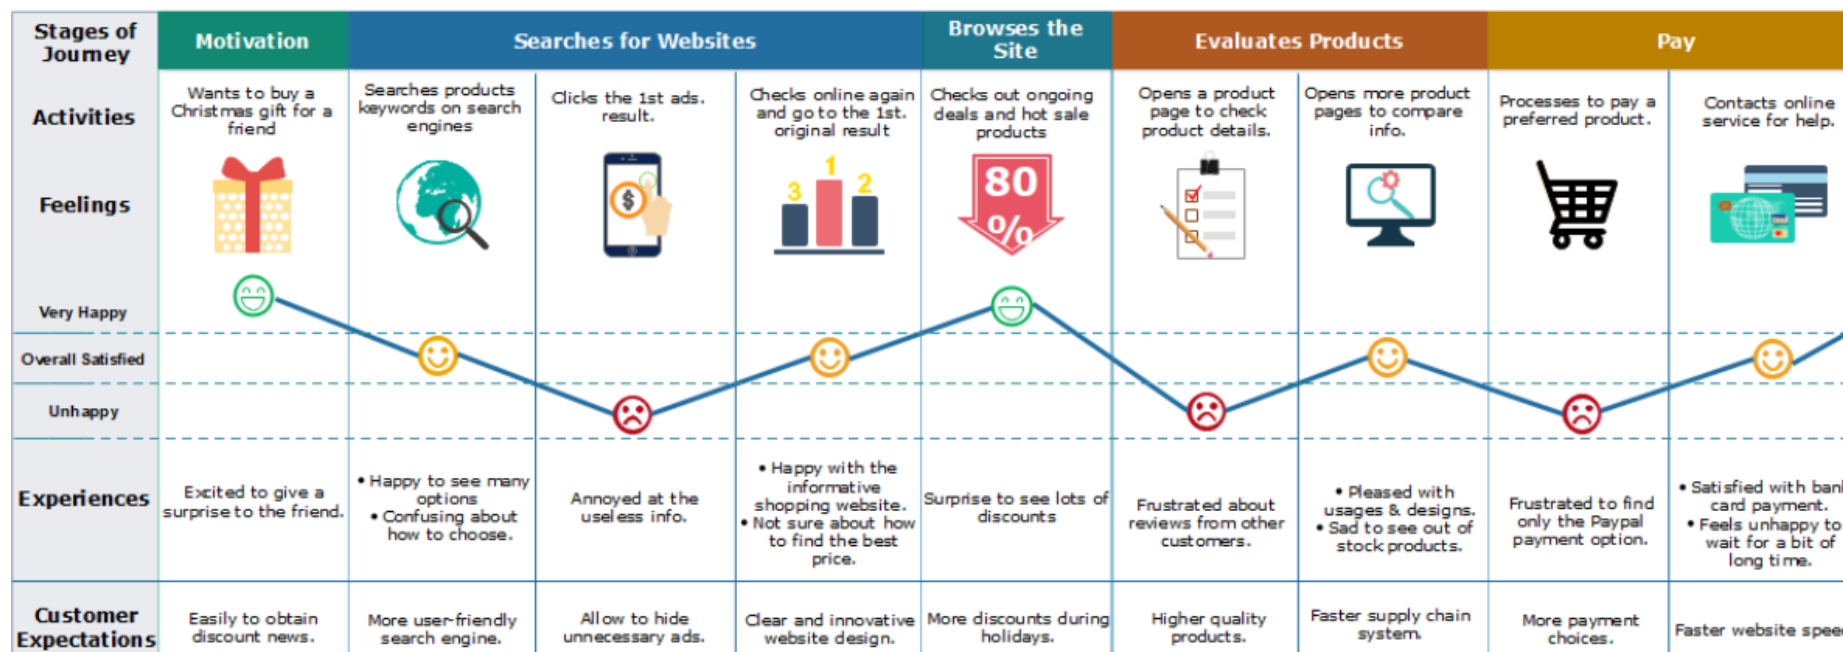 Stages of
Journey
Motivation
Searches for Websites
Browses the
Site
Evaluates Products
Pay
Activities
Wants to buy a
Christmas gift for a
friend
Searches products
keywords on search
engines
Clicks the 1st ads.
result.
Checks online again
and go to the 1st.
original result
Checks out ongoing
deals and hot sale
products
Opens a product
page to check
product details.
Opens more product
pages to compare
info.
Processes to pay a
preferred product.
Contacts online
service for help.
Feelings
$
3
1
2
80
%
Very Happy
Overall Satisfied
Unhappy
Experiences
Excited to give a
surprise to the friend.
• Happy to see many
options
• Confusing about
how to choose.
Annoyed at the
useless info.
• Happy with the
informative
shopping website.
• Not sure about how
to find the best
price.
Surprise to see lots of
discounts
Frustrated about
reviews from other
customers.
• Pleased with
usages & designs.
• Sad to see out of
stock products.
Frustrated to find
only the Paypal
payment option.
• Satisfied with bank
card payment.
• Feels unhappy to
wait for a bit of
long time.
Customer
Expectations
Easily to obtain
discount news.
More user-friendly
search engine.
Allow to hide
unnecessary ads.
Clear and innovative
website design.
More discounts during
holidays.
Higher quality
products.
Faster supply chain
system.
More payment
choices.
Faster website spee